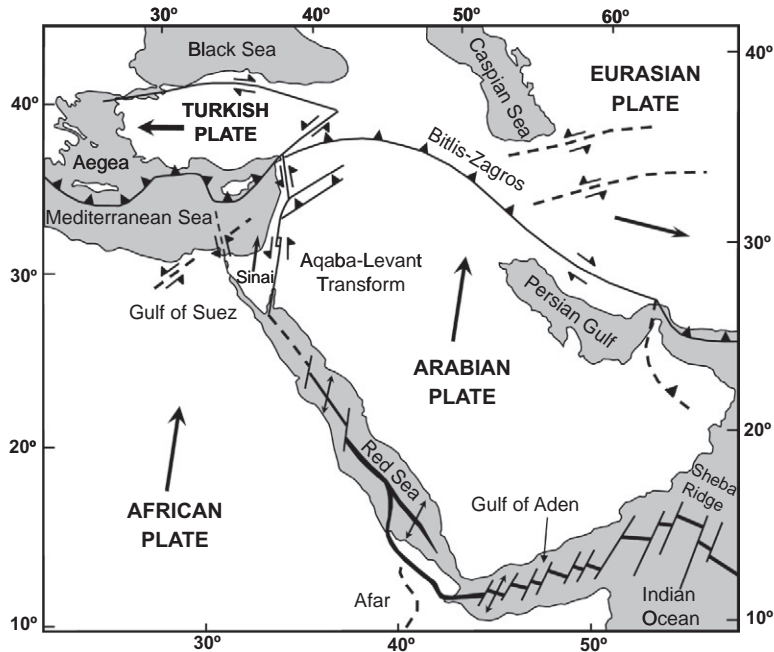 30º 40º 50º 60º
Black Sea
Caspian Sea
EURASIAN
PLATE
40º
40º
TURKISH
PLATE
Bitlis-Zagros
Aegea
Mediterranean Sea
30º
30º
Sinai
Aqaba-Levant
Transform
Gulf of Suez
Persian Gulf
ARABIAN
PLATE
20º
20º
Red Sea
Sheba
Ridge
AFRICAN
PLATE
Gulf of Aden
Afar
Indian
Ocean
10º
10º
30º 40º 50º